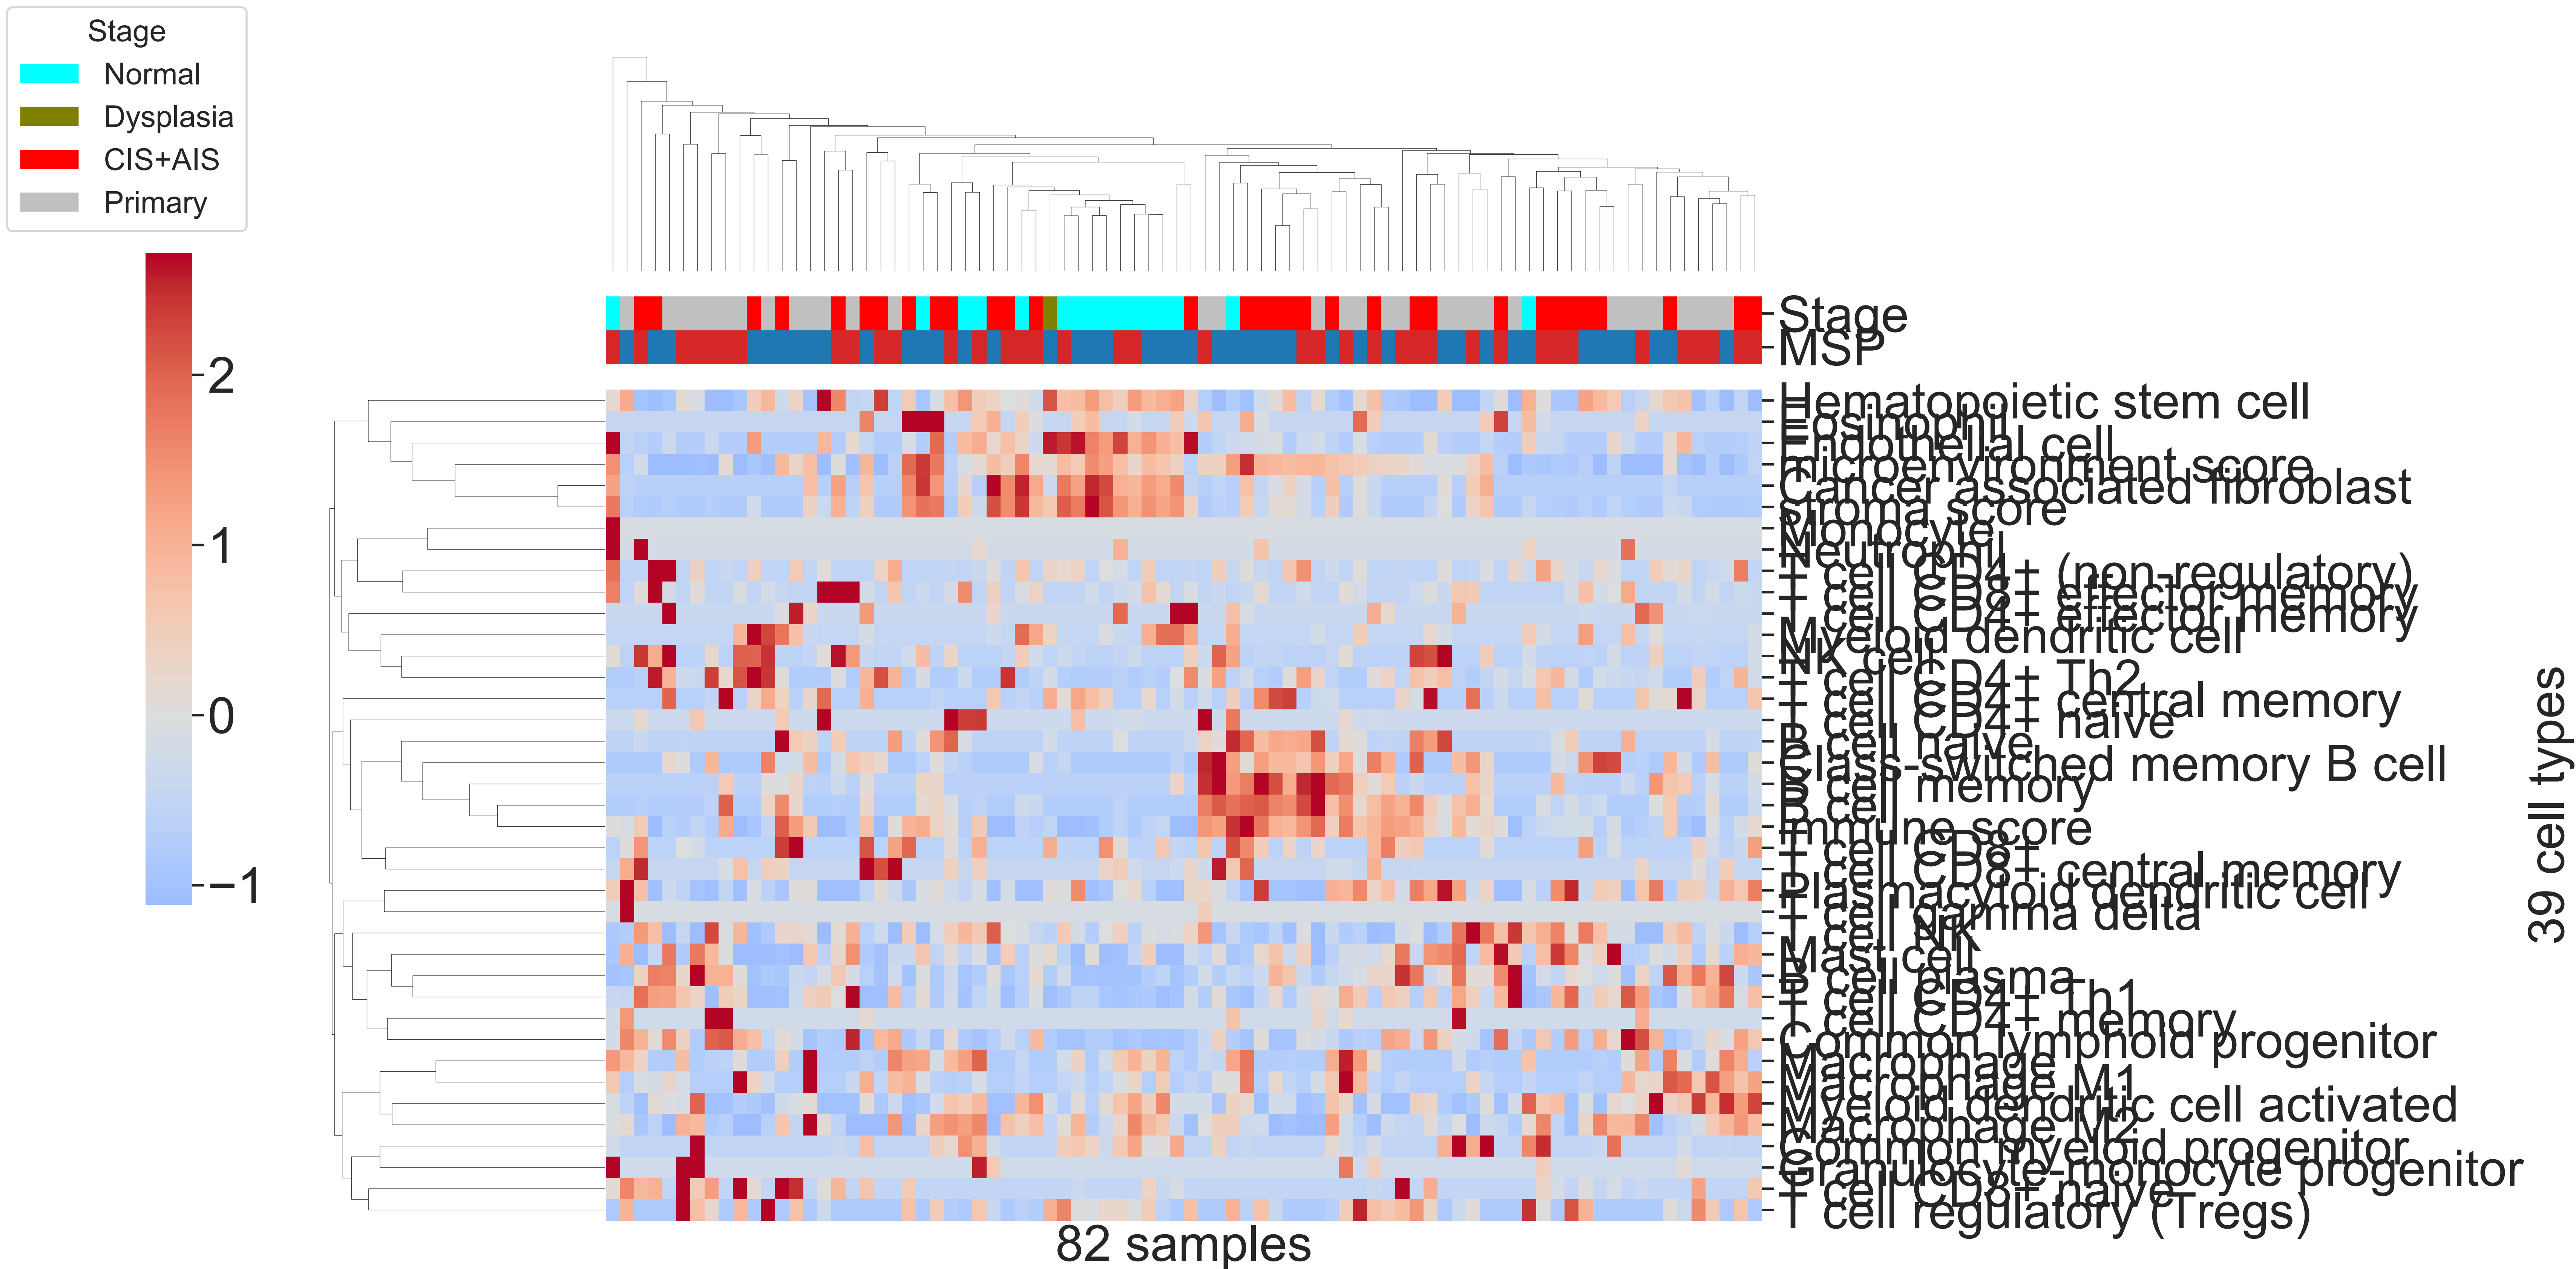 Stage
Normal
Dysplasia
CIS+AIS
Primary
2
1
0
−1
Stage
MSP
Hematopoietic stem cell
Eosinophil
Endothelial cell
microenvironment score
Cancer associated fibroblast
stroma score
Monocyte
Neutrophil
T cell CD4+ (non-regulatory)
T cell CD8+ effector memory
T cell CD4+ effector memory
Myeloid dendritic cell
NK cell
T cell CD4+ Th2
T cell CD4+ central memory
T cell CD4+ naive
B cell naive
Class-switched memory B cell
B cell memory
B cell
immune score
T cell CD8+
T cell CD8+ central memory
Plasmacytoid dendritic cell
T cell gamma delta
T cell NK
Mast cell
B cell plasma
T cell CD4+ Th1
T cell CD4+ memory
Common lymphoid progenitor
Macrophage
Macrophage M1
Myeloid dendritic cell activated
Macrophage M2
Common myeloid progenitor
Granulocyte-monocyte progenitor
T cell CD8+ naive
T cell regulatory (Tregs)
39 cell types
82 samples